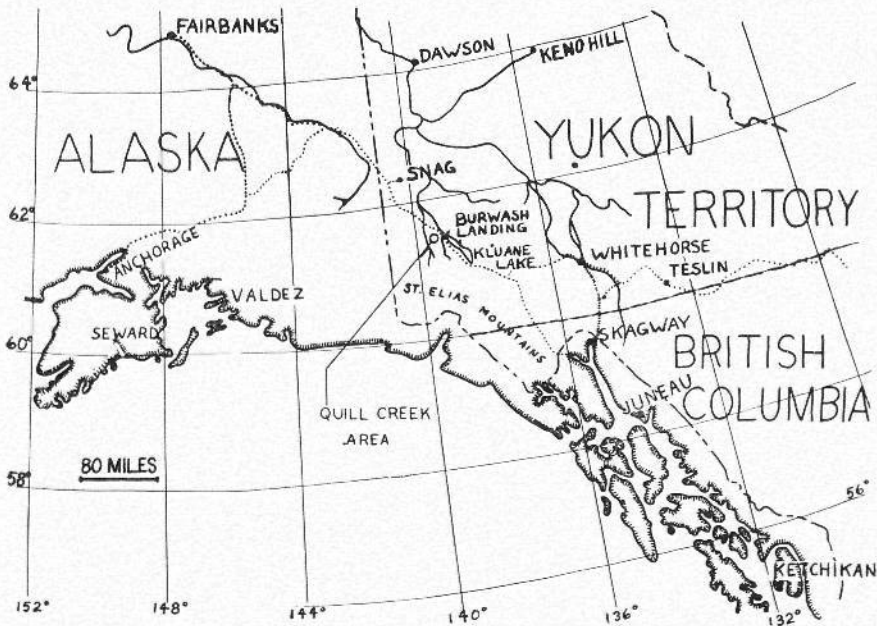 FAIRBANKS
DAWSON
KENO HILL
64°
ALASKA
YUKON
SNAG
TERRITORY
62°
BURWASH
LANDING
KLUANE
LAKE
ANCHORAGE
WHITEHORSE
TESLIN
ST. ELIAS
MOUNTAINS
VALDEZ
SEWARD
60°
SKAGWAY
BRITISH
COLUMBIA
JUNEAU
QUILL CREEK
AREA
80 MILES
58°
56°
KETCHIKAN
152°
148°
144°
140°
136°
132°